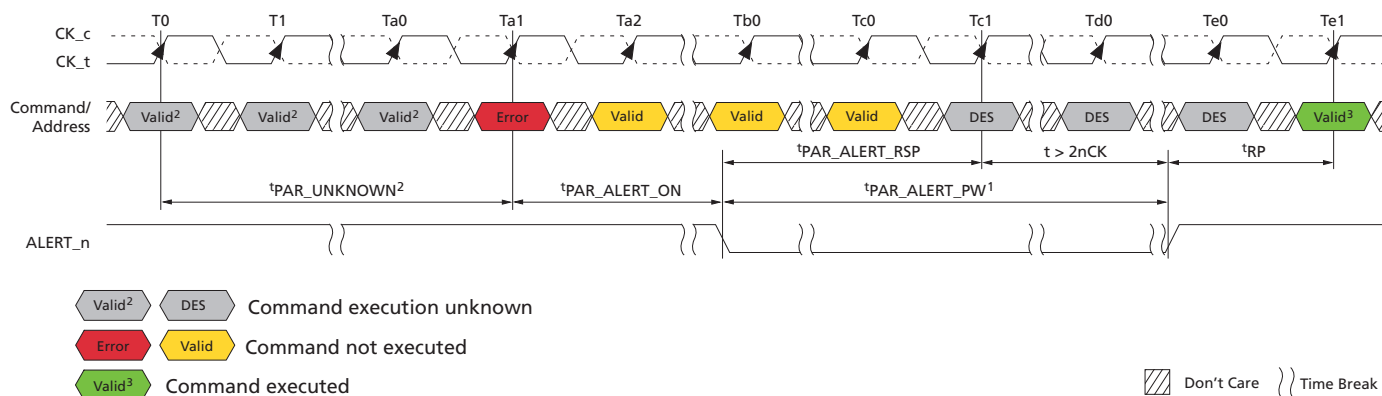 T0 T1 Ta0 Ta1 Ta2 Tb0 Tc0 Tc1 Td0 Te0 Te1
CK_c
CK_t
Command/
Address
Valid² Valid² Valid² Error Valid Valid Valid DES DES DES Valid³
ᵗPAR_ALERT_RSP t > 2nCK ᵗRP
ᵗPAR_UNKNOWN² ᵗPAR_ALERT_ON ᵗPAR_ALERT_PW¹
ALERT_n
Valid² DES Command execution unknown
Error Valid Command not executed
Valid³ Command executed
Don't Care Time Break